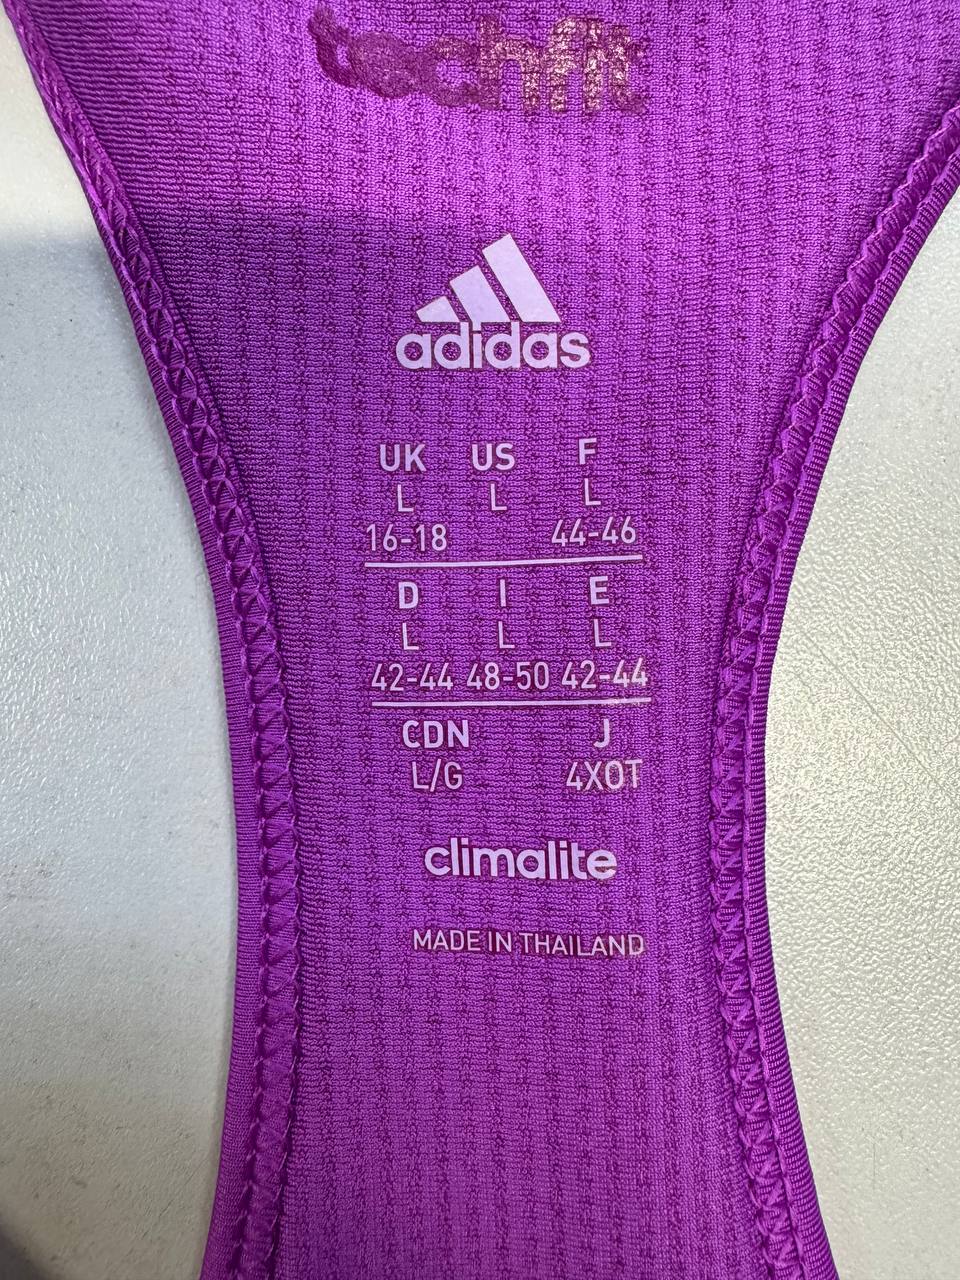 techfit
adidas
UK US F
L L L
16-18 44-46
D I E
L L L
42-44 48-50 42-44
CDN J
L/G 4XOT
climalite
MADE IN THAILAND